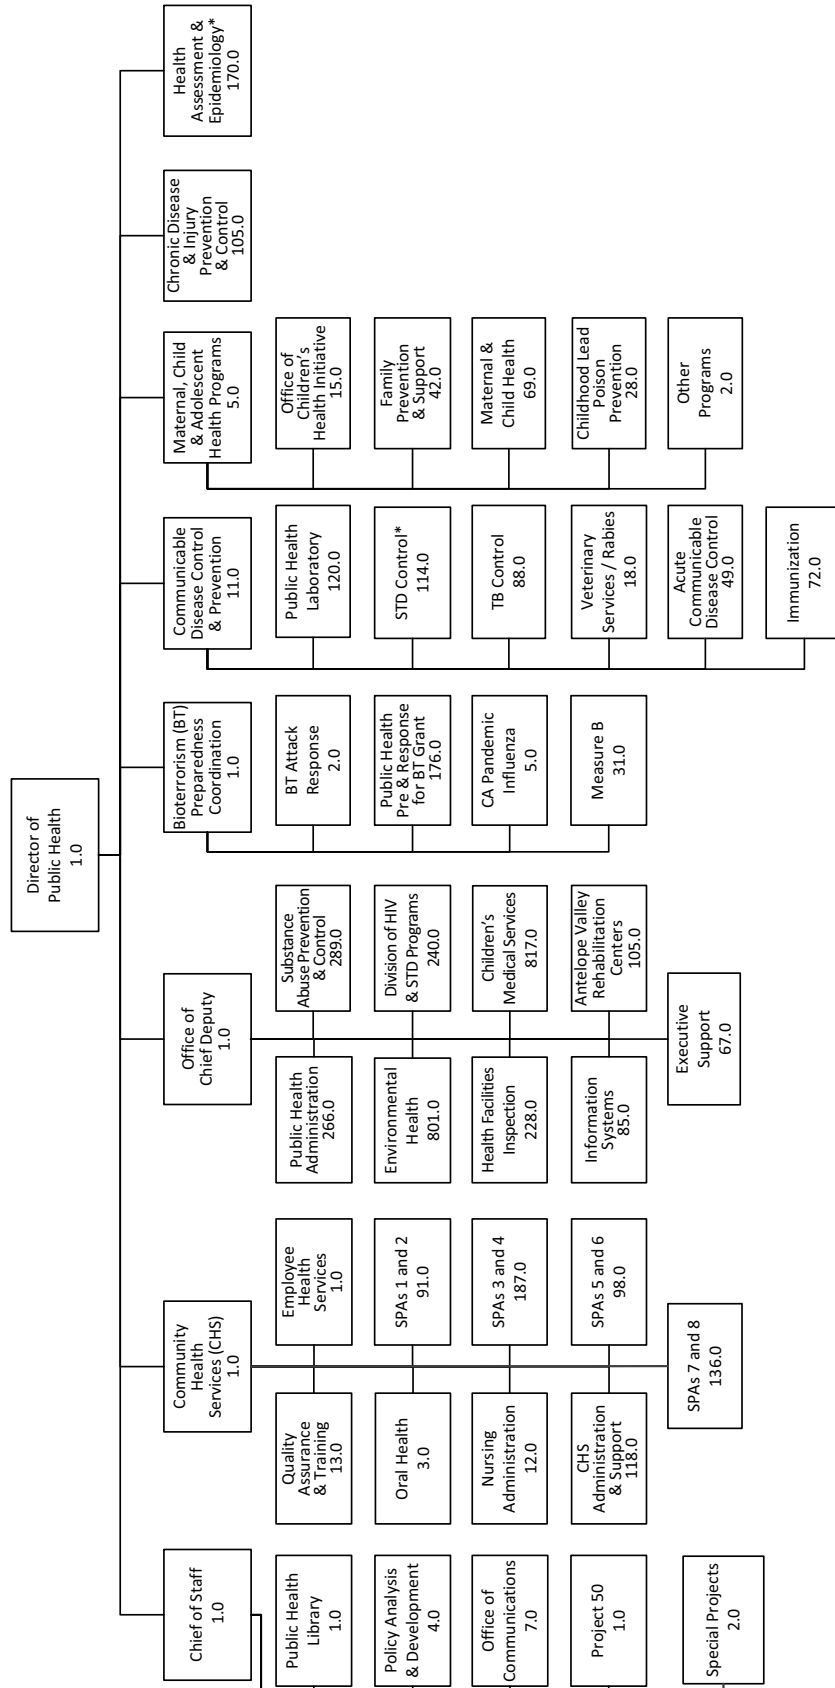 Director of
Public Health
1.0
Chief of Staff
1.0
Public Health
Library
1.0
Policy Analysis
& Development
4.0
Office of
Communications
7.0
Project 50
1.0
Special Projects
2.0
Community
Health
Services (CHS)
1.0
Quality
Assurance
& Training
13.0
Employee
Health
Services
1.0
Oral Health
3.0
SPAs 1 and 2
91.0
Nursing
Administration
12.0
SPAs 3 and 4
187.0
CHS
Administration
& Support
118.0
SPAs 5 and 6
98.0
SPAs 7 and 8
136.0
Office of
Chief Deputy
1.0
Public Health
Administration
266.0
Substance
Abuse Prevention
& Control
289.0
Environmental
Health
801.0
Division of HIV
& STD Programs
240.0
Health Facilities
Inspection
228.0
Children’s
Medical Services
817.0
Information
Systems
85.0
Antelope Valley
Rehabilitation
Centers
105.0
Executive
Support
67.0
Bioterrorism (BT)
Preparedness
Coordination
1.0
BT Attack
Response
2.0
Public Health
Pre & Response
for BT Grant
176.0
CA Pandemic
Influenza
5.0
Measure B
31.0
Communicable
Disease Control
& Prevention
11.0
Public Health
Laboratory
120.0
STD Control*
114.0
TB Control
88.0
Veterinary
Services / Rabies
18.0
Acute
Communicable
Disease Control
49.0
Immunization
72.0
Maternal, Child
& Adolescent
Health Programs
5.0
Office of
Children’s
Health Initiative
15.0
Family
Prevention
& Support
42.0
Maternal &
Child Health
69.0
Childhood Lead
Poison
Prevention
28.0
Other
Programs
2.0
Chronic Disease
& Injury
Prevention
& Control
105.0
Health
Assessment &
Epidemiology*
170.0